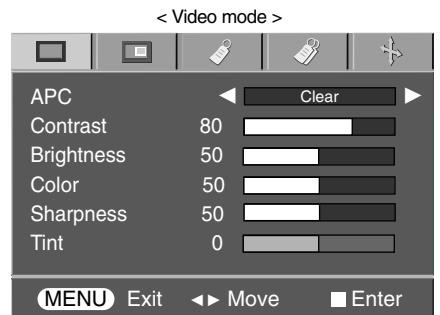 < Video mode >
APC Clear
Contrast 80
Brightness 50
Color 50
Sharpness 50
Tint 0
MENU Exit ◄► Move Enter